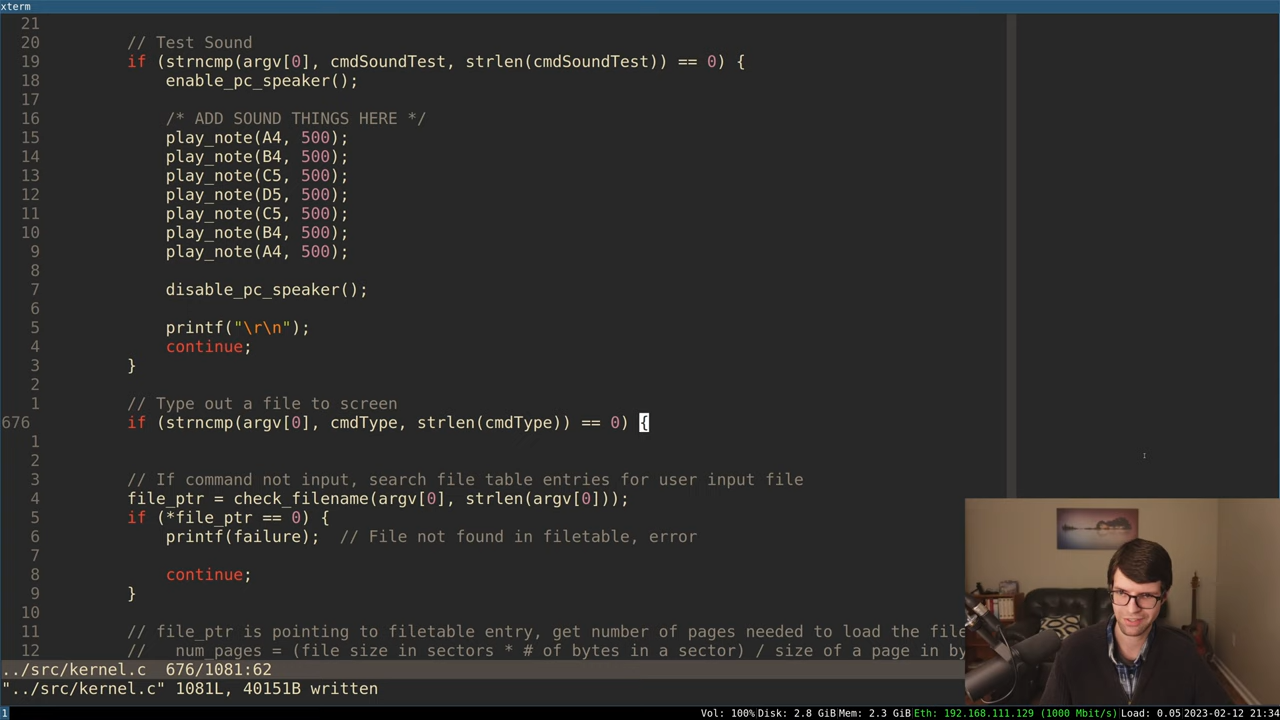 xterm
21
20 // Test Sound
19 if (strncmp(argv[0], cmdSoundTest, strlen(cmdSoundTest)) == 0) {
18 enable_pc_speaker();
17
16 /* ADD SOUND THINGS HERE */
15 play_note(A4, 500);
14 play_note(B4, 500);
13 play_note(C5, 500);
12 play_note(D5, 500);
11 play_note(C5, 500);
10 play_note(B4, 500);
9 play_note(A4, 500);
8
7 disable_pc_speaker();
6
5 printf("\r\n");
4 continue;
3 }
2
1 // Type out a file to screen
676 if (strncmp(argv[0], cmdType, strlen(cmdType)) == 0) {
1
2
3 // If command not input, search file table entries for user input file
4 file_ptr = check_filename(argv[0], strlen(argv[0]));
5 if (*file_ptr == 0) {
6 printf(failure); // File not found in filetable, error
7
8 continue;
9 }
10
11 // file_ptr is pointing to filetable entry, get number of pages needed to load the file
12 // num_pages = (file size in sectors * # of bytes in a sector) / size of a page in by
../src/kernel.c 676/1081:62
"../src/kernel.c" 1081L, 40151B written
1 Vol: 100% Disk: 2.8 GiB Mem: 2.3 GiB Eth: 192.168.111.129 (1000 Mbit/s) Load: 0.05 2023-02-12 21:34